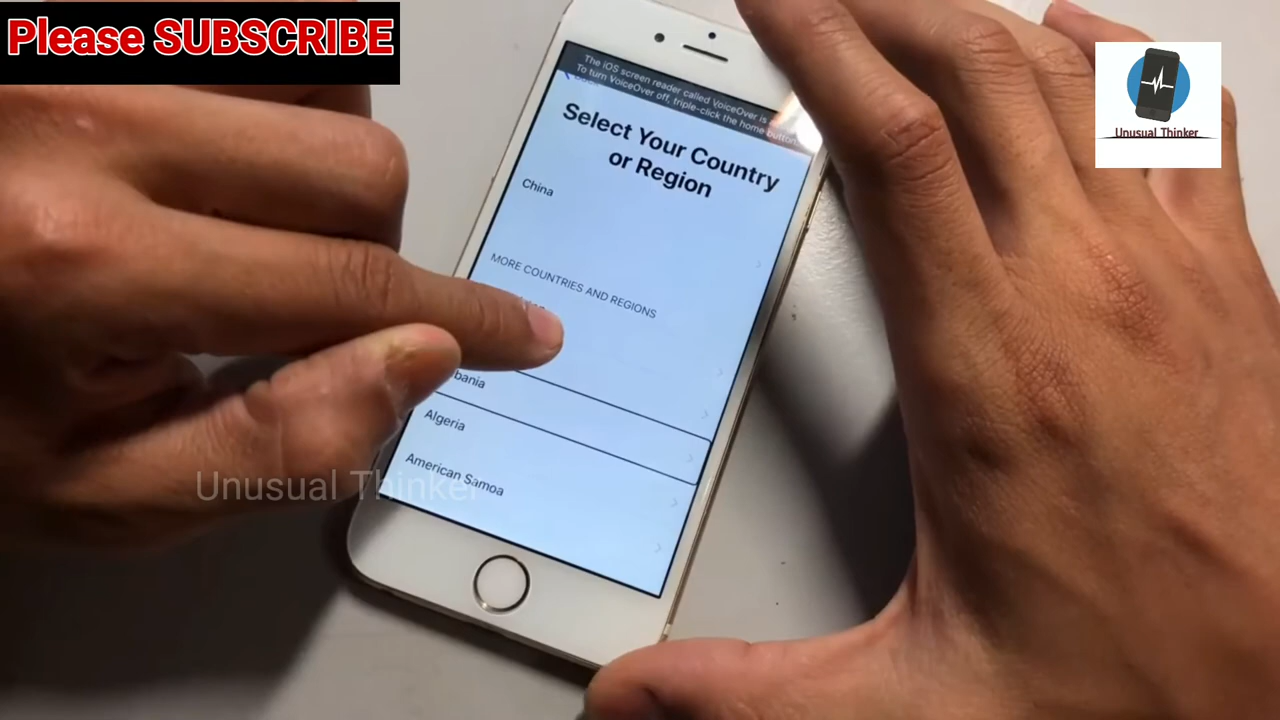 Please SUBSCRIBE
Unusual Thinker
The iOS screen reader called VoiceOver is
To turn VoiceOver off, triple-click the home button
Select Your Country
or Region
China
MORE COUNTRIES AND REGIONS
bania
Algeria
American Samoa
Unusual Thinker